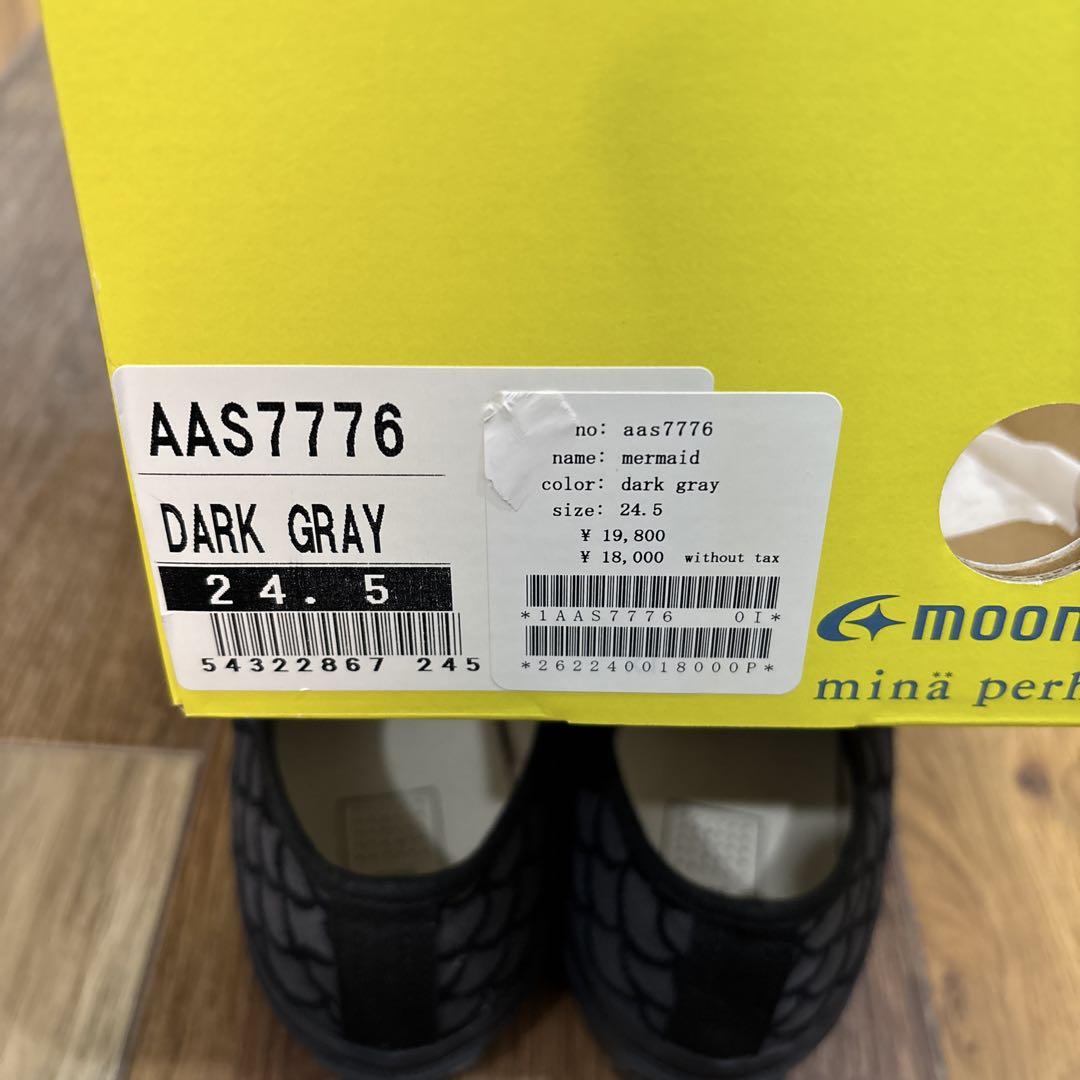 AAS7776
DARK GRAY
24.5
54322867 245
no: aas7776
name: mermaid
color: dark gray
size: 24.5
¥ 19,800
¥ 18,000 without tax
*1AAS7776 0I*
*262240018000P*
moon
minä perh